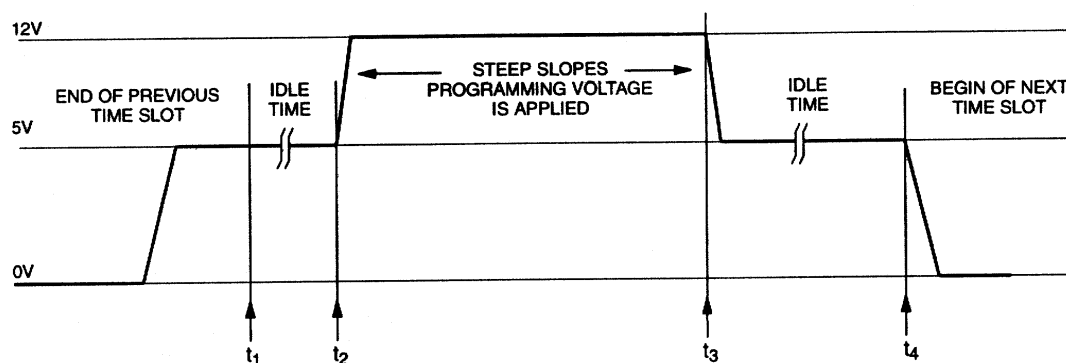 12V
STEEP SLOPES
PROGRAMMING VOLTAGE
IS APPLIED
END OF PREVIOUS
TIME SLOT
IDLE
TIME
IDLE
TIME
BEGIN OF NEXT
TIME SLOT
5V
0V
t1
t2
t3
t4